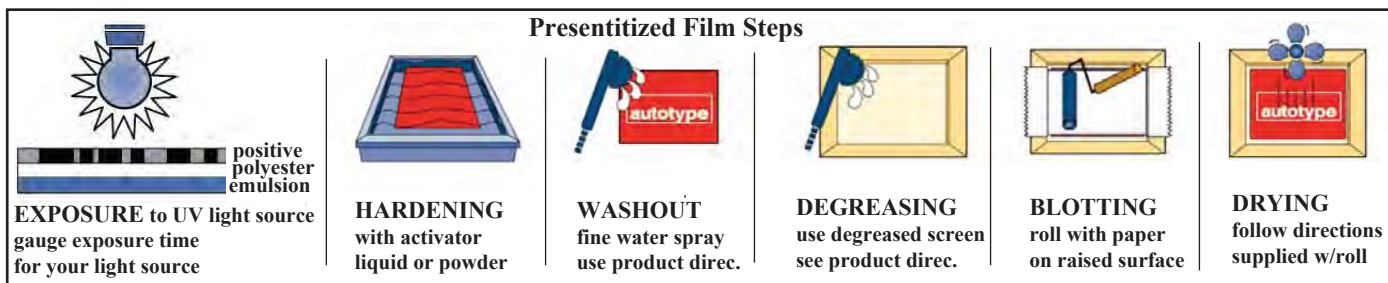 Presentitized Film Steps
positive
polyester
emulsion
EXPOSURE to UV light source
gauge exposure time
for your light source
HARDENING
with activator
liquid or powder
autotype
WASHOUT
fine water spray
use product direc.
DEGREASING
use degreased screen
see product direc.
BLOTTING
roll with paper
on raised surface
autotype
DRYING
follow directions
supplied w/roll